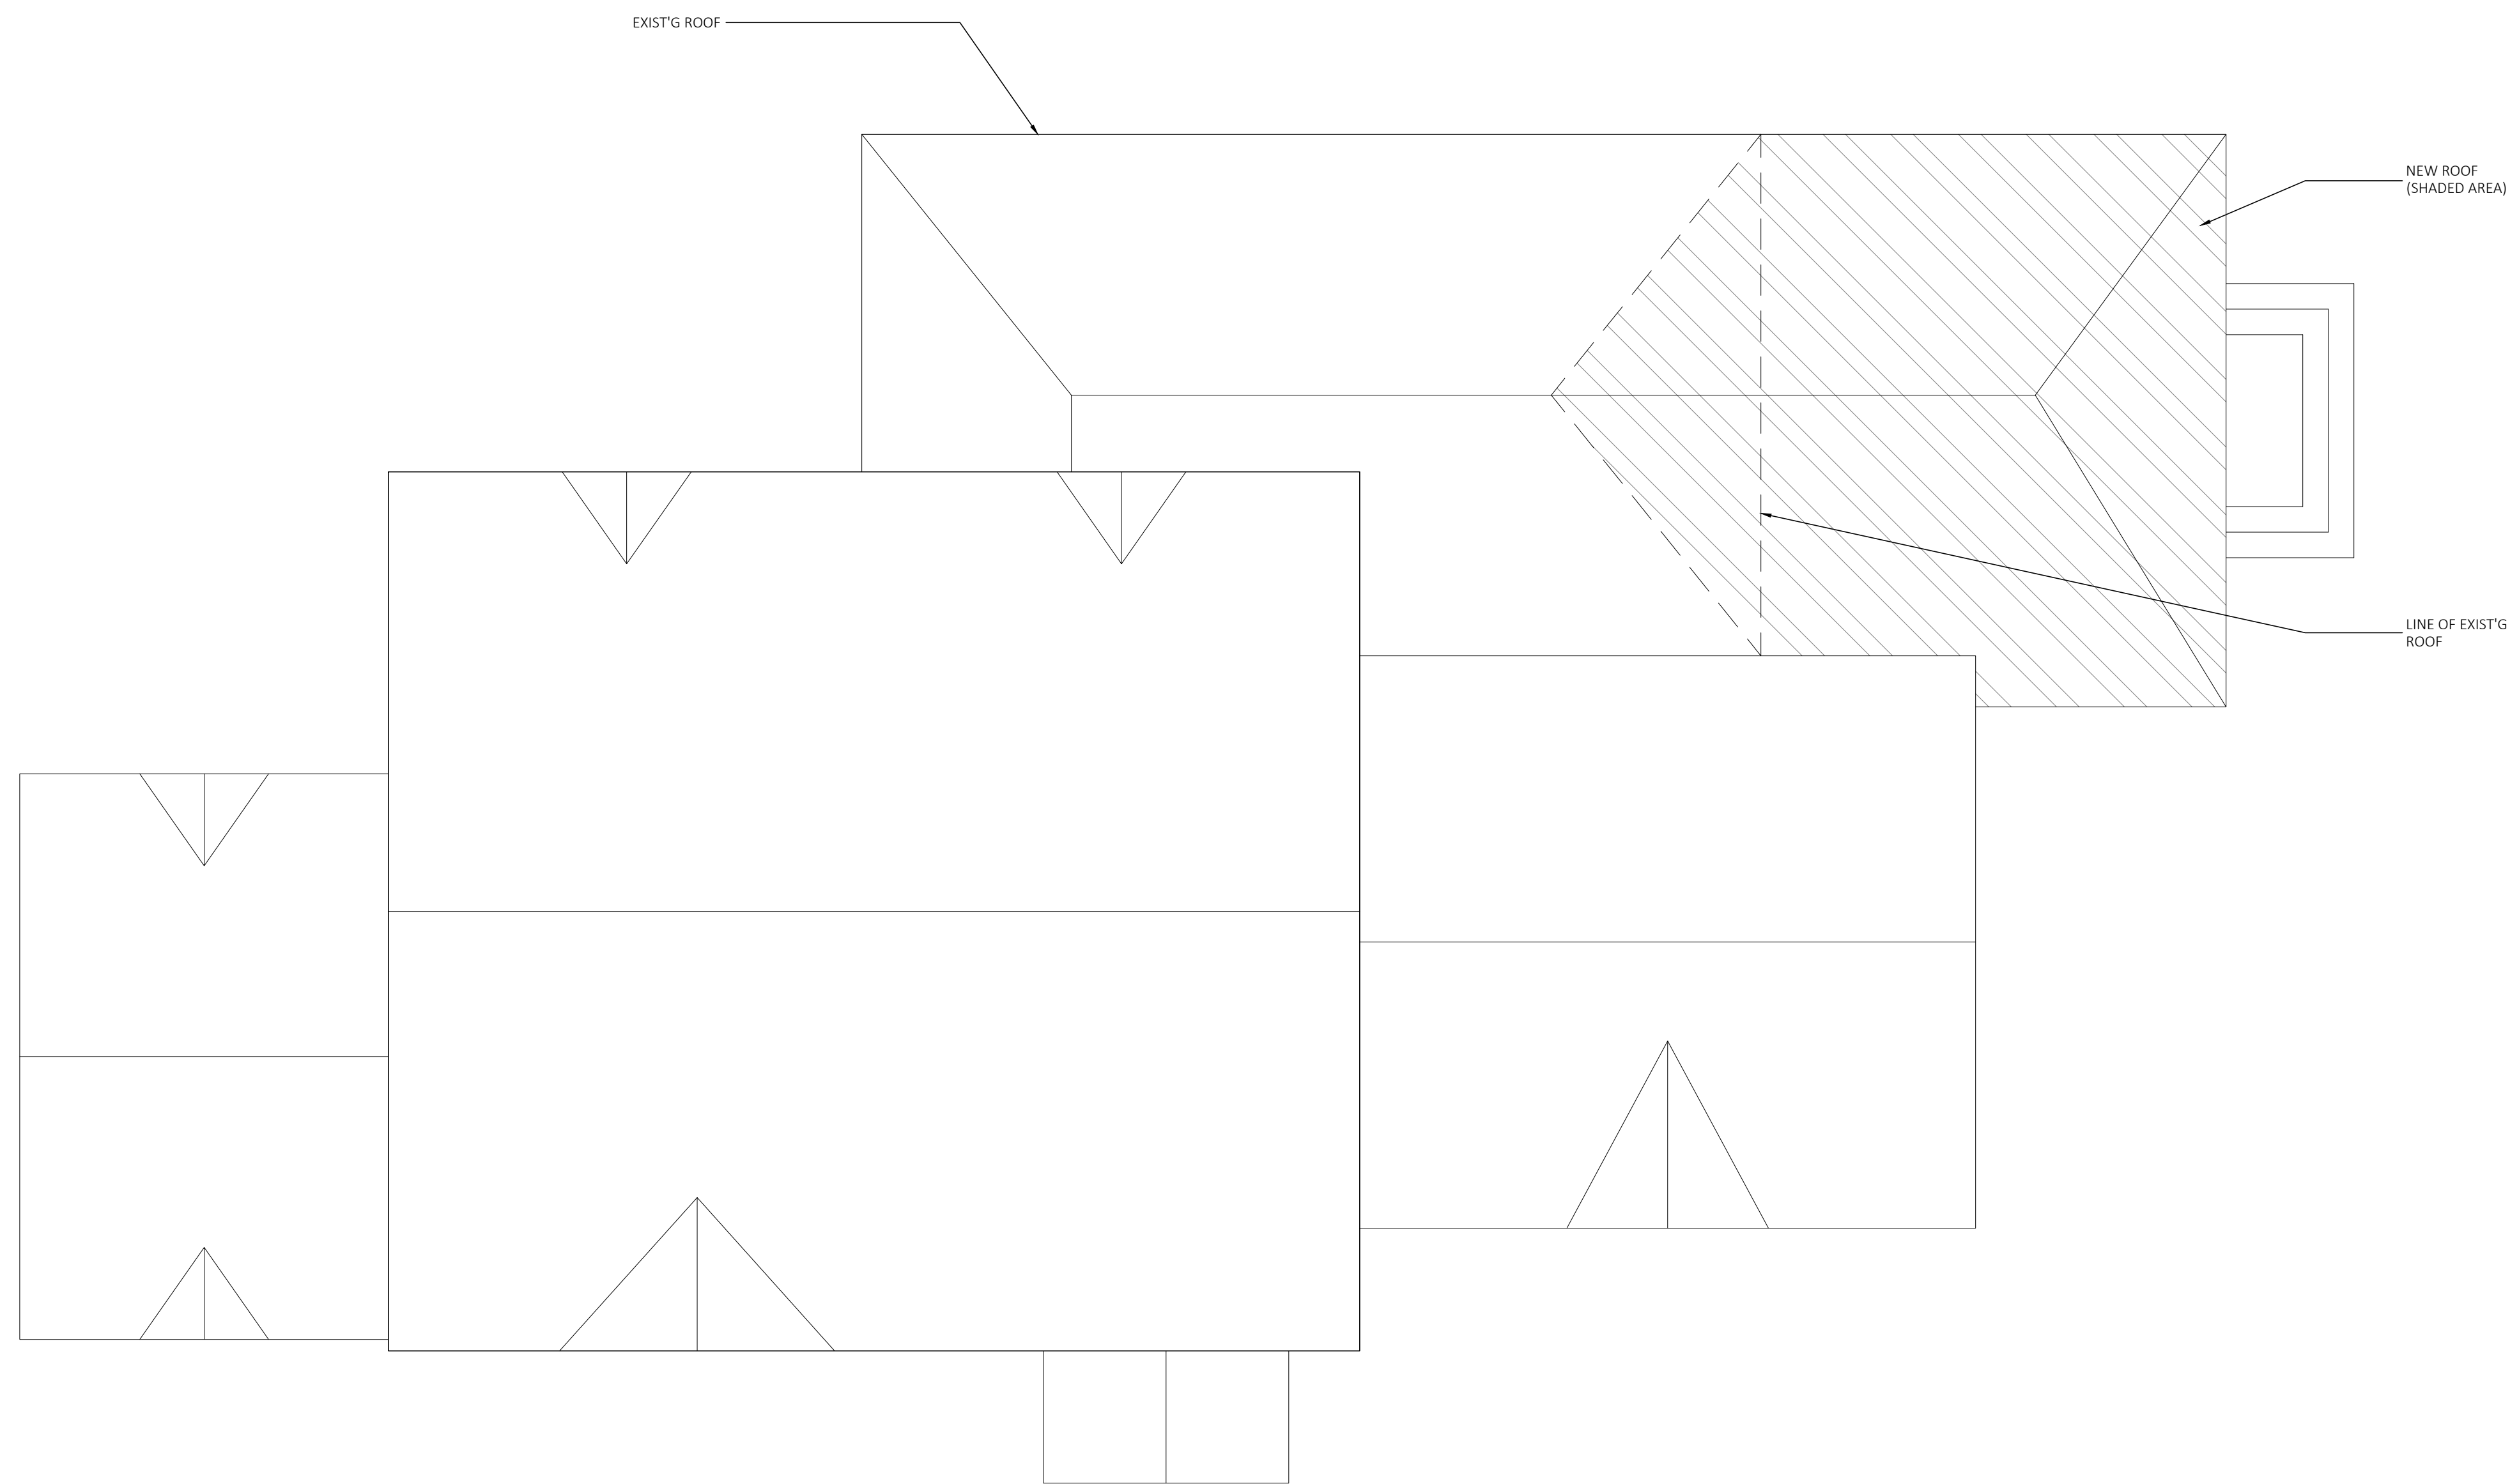 EXIST'G ROOF
NEW ROOF
(SHADED AREA)
LINE OF EXIST'G
ROOF